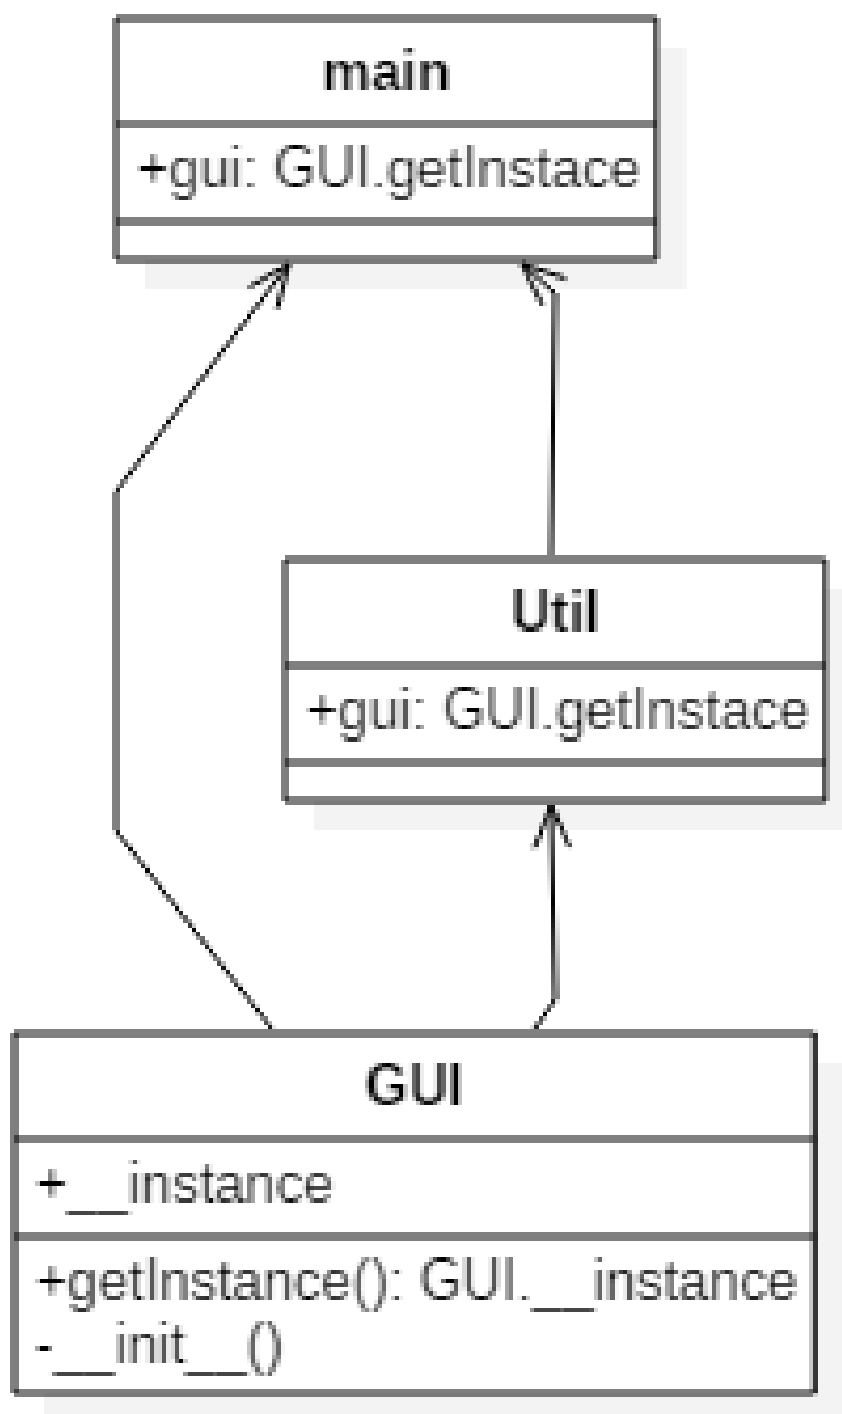 main
+gui: GUI.getInstace
Util
+gui: GUI.getInstace
GUI
+__instance
+getInstance(): GUI.__instance
-__init__()